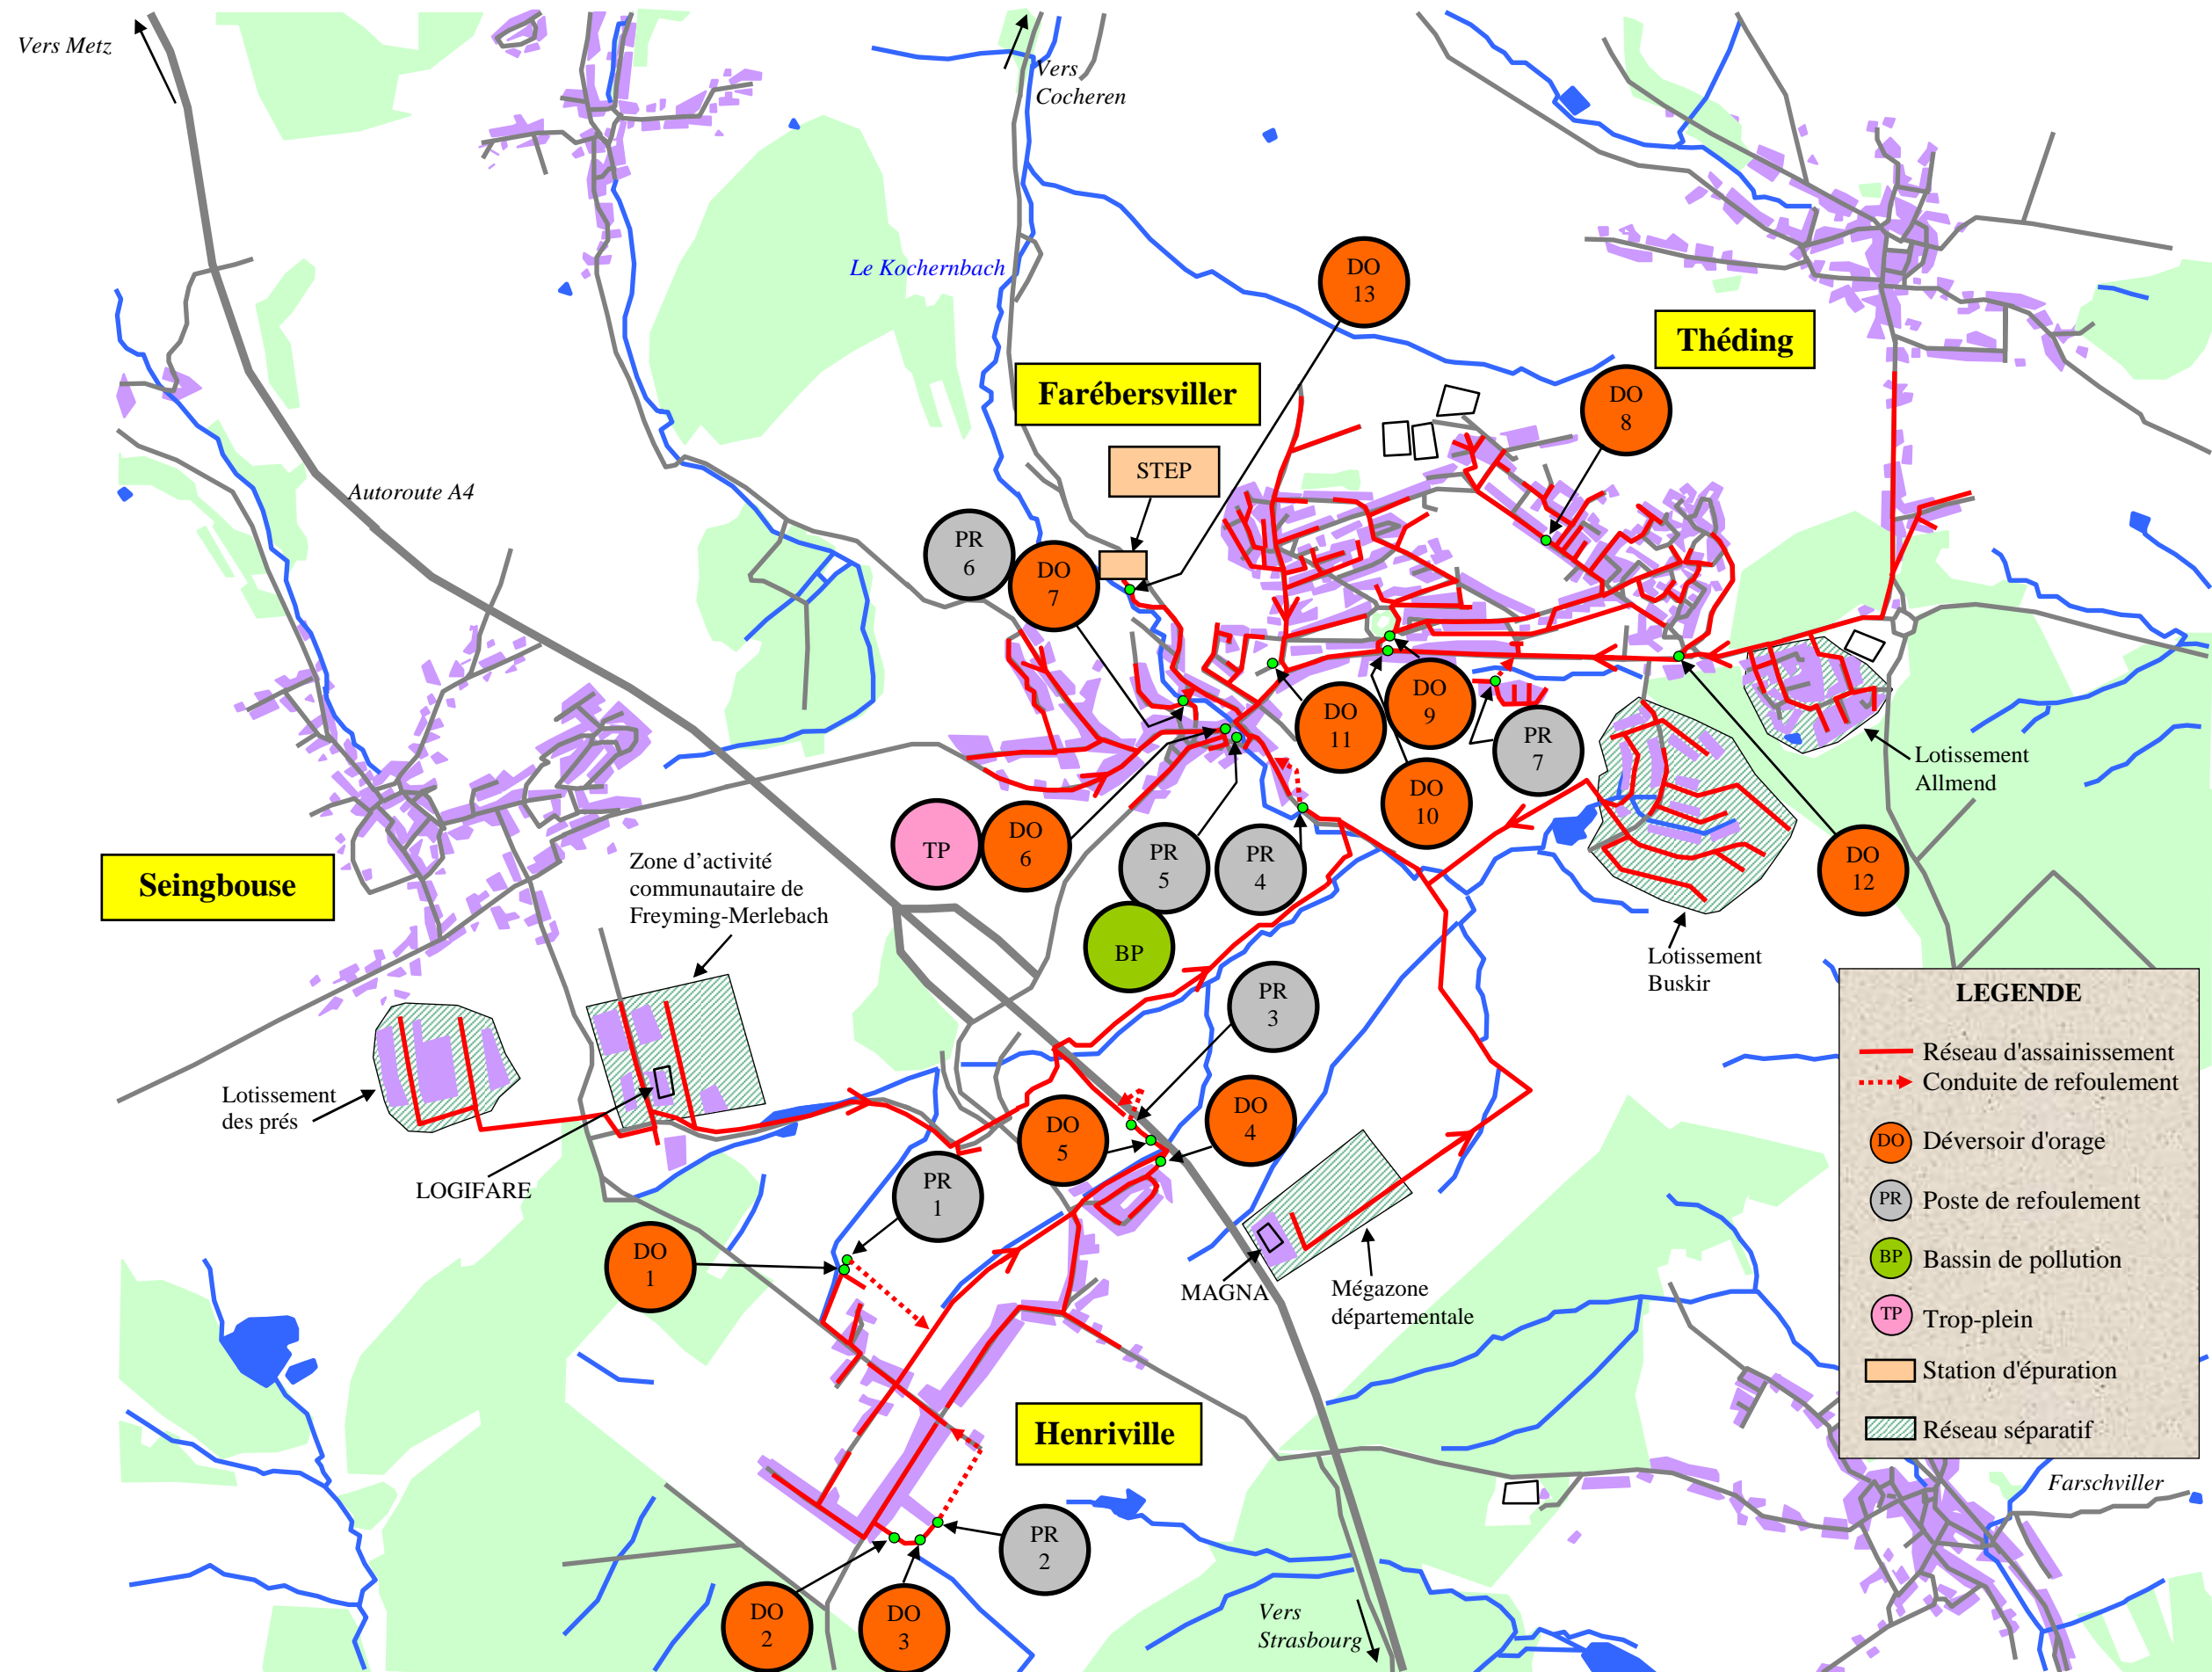 Vers Metz
Vers
Cocheren
Le Kochernbach
DO
13
Théding
Farébersviller
DO
8
STEP
Autoroute A4
PR
6
DO
7
DO
11
DO
9
PR
7
Lotissement
Allmend
DO
10
TP
DO
6
PR
5
PR
4
DO
12
Seingbouse
Zone d'activité
communautaire de
Freyming-Merlebach
BP
Lotissement
Buskir
PR
3
Lotissement
des prés
DO
5
DO
4
LOGIFARE
PR
1
DO
1
MAGNA
Mégazone
départementale
Henriville
PR
2
DO
2
DO
3
Vers
Strasbourg
Farschviller
LEGENDE
Réseau d'assainissement
Conduite de refoulement
DO Déversoir d'orage
PR Poste de refoulement
BP Bassin de pollution
TP Trop-plein
Station d'épuration
Réseau séparatif